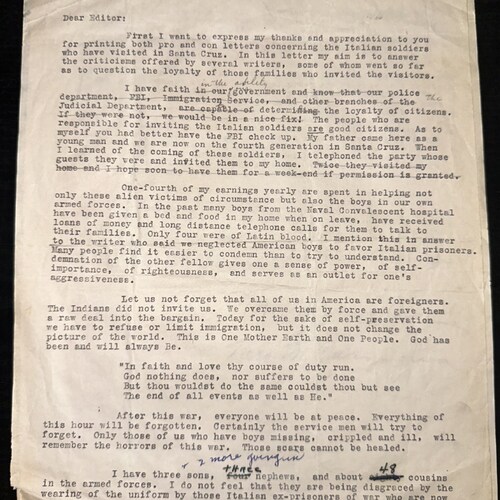 Dear Editor:
First I want to express my thanks and appreciation to you
for printing both pro and con letters concerning the Italian soldiers
who have visited in Santa Cruz. In this letter my aim is to answer
the criticisms offered by several writers, some of whom went so far
as to question the loyalty of those families who invited the visitors.
in the ability
I have faith in our government and know that our police
department, FBI, Immigration Service, and other branches of the the
Judicial Department, are capable of determining the loyalty of citizens.
If they were not, we would be in a nice fix! The people who are
responsible for inviting the Italian soldiers are good citizens. As to
myself you had better have the FBI check up. My father came here as a
young man and we are now on the fourth generation in Santa Cruz. When
I learned of the coming of these soldiers, I telephoned the party whose
guests they were and invited them to my home. Twice they visited my
home and I hope soon to have them for a week-end if permission is granted.
One-fourth of my earnings yearly are spent in helping not
only these alien victims of circumstance but also the boys in our own
armed forces. In the past many boys from the Naval Convalescent hospital
have been given a bed and food in my home when on leave, have received
loans of money and long distance telephone calls for them to talk to
their families. Only four were of Latin blood. I mention this in answer
to the writer who said we neglected American boys to favor Italian prisoners.
Many people find it easier to condemn than to try to understand. Con-
demnation of the other fellow gives one a sense of power, of self-
importance, of righteousness, and serves as an outlet for one's
aggressiveness.
Let us not forget that all of us in America are foreigners.
The Indians did not invite us. We overcame them by force and gave them
a raw deal into the bargain. Today for the sake of self-preservation
we have to refuse or limit immigration, but it does not change the
picture of the world. This is One Mother Earth and One People. God has
been and will always Be.
"In faith and love thy course of duty run.
God nothing does, nor suffers to be done
But thou wouldst do the same couldst thou but see
The end of all events as well as He."
After this war, everyone will be at peace. Everything of
this hour will be forgotten. Certainly the service men will try to
forget. Only those of us who have boys missing, crippled and ill, will
remember the horrors of this war. Those scars cannot be healed.
+ 2 more
three 48
I have three sons, four nephews, and about cousins
in the armed forces. I do not feel that they are being disgraced by the
wearing of the uniform by those Italian ex-prisoners of war who are now